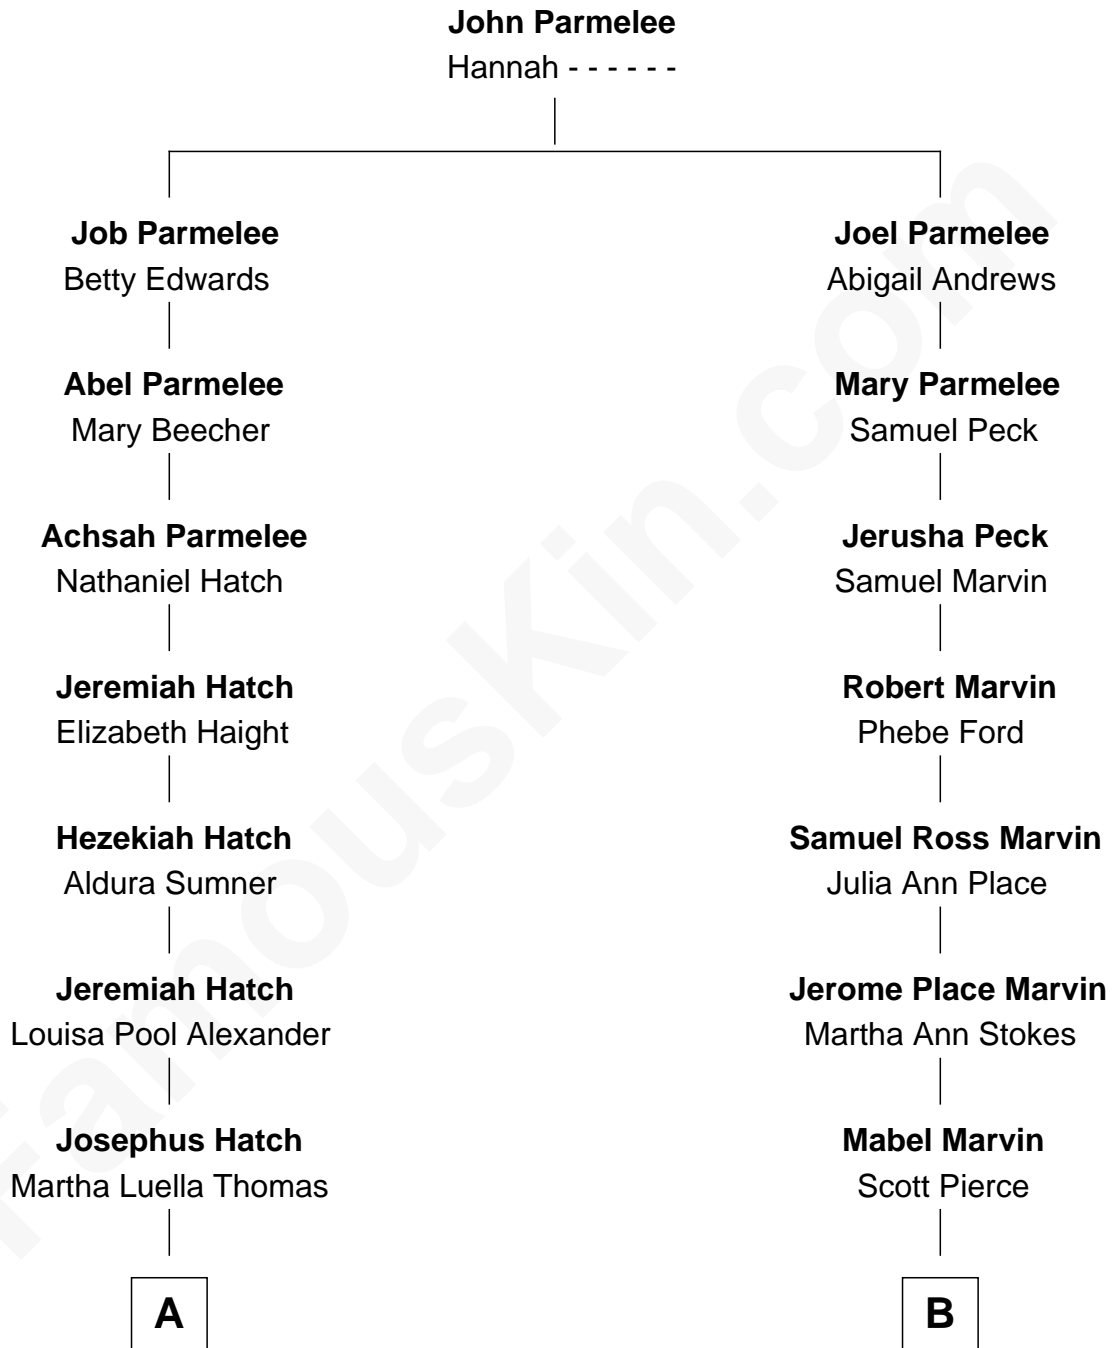 John Parmelee
Hannah - - - - - -
Job Parmelee
Betty Edwards
Joel Parmelee
Abigail Andrews
Abel Parmelee
Mary Beecher
Mary Parmelee
Samuel Peck
Achsah Parmelee
Nathaniel Hatch
Jerusha Peck
Samuel Marvin
Jeremiah Hatch
Elizabeth Haight
Robert Marvin
Phebe Ford
Hezekiah Hatch
Aldura Sumner
Samuel Ross Marvin
Julia Ann Place
Jeremiah Hatch
Louisa Pool Alexander
Jerome Place Marvin
Martha Ann Stokes
Josephus Hatch
Martha Luella Thomas
Mabel Marvin
Scott Pierce
A
B
FamousKin.com